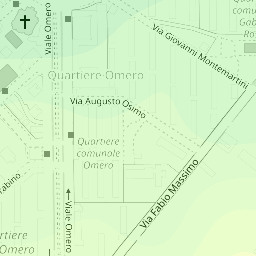 Viale Omero
Via Giovanni Montemartini
comunale
Quartiere Omero
Via Augusto Osimo
Quartiere
comunale
Omero
Via Fabio Massimo
Viale Omero
Omero